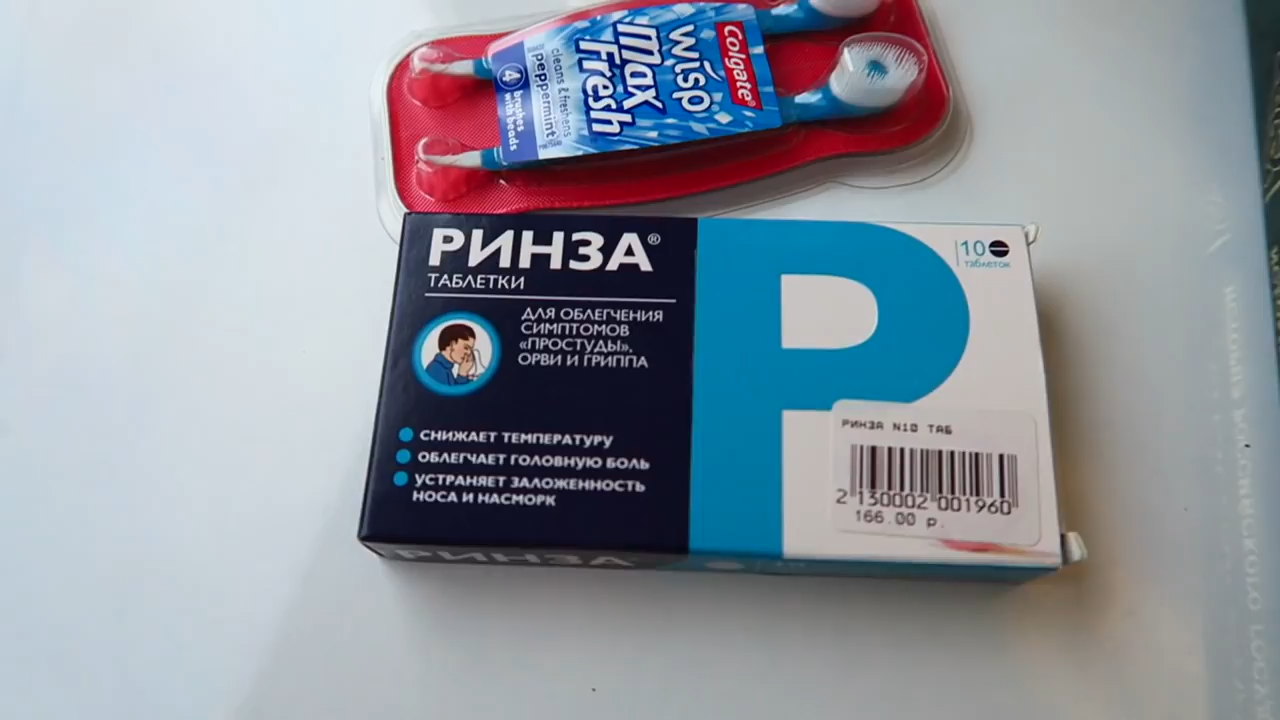 Colgate®
wisp
max
Fresh
cleans & freshens
peppermint
4 brushes
with beads
РИНЗА®
ТАБЛЕТКИ
ДЛЯ ОБЛЕГЧЕНИЯ
СИМПТОМОВ
«ПРОСТУДЫ»,
ОРВИ И ГРИППА
СНИЖАЕТ ТЕМПЕРАТУРУ
ОБЛЕГЧАЕТ ГОЛОВНУЮ БОЛЬ
УСТРАНЯЕТ ЗАЛОЖЕННОСТЬ
НОСА И НАСМОРК
Р
10
таблеток
РИНЗА N10 ТАБ
2 130002 001960
166.00 р.
РИНЗА